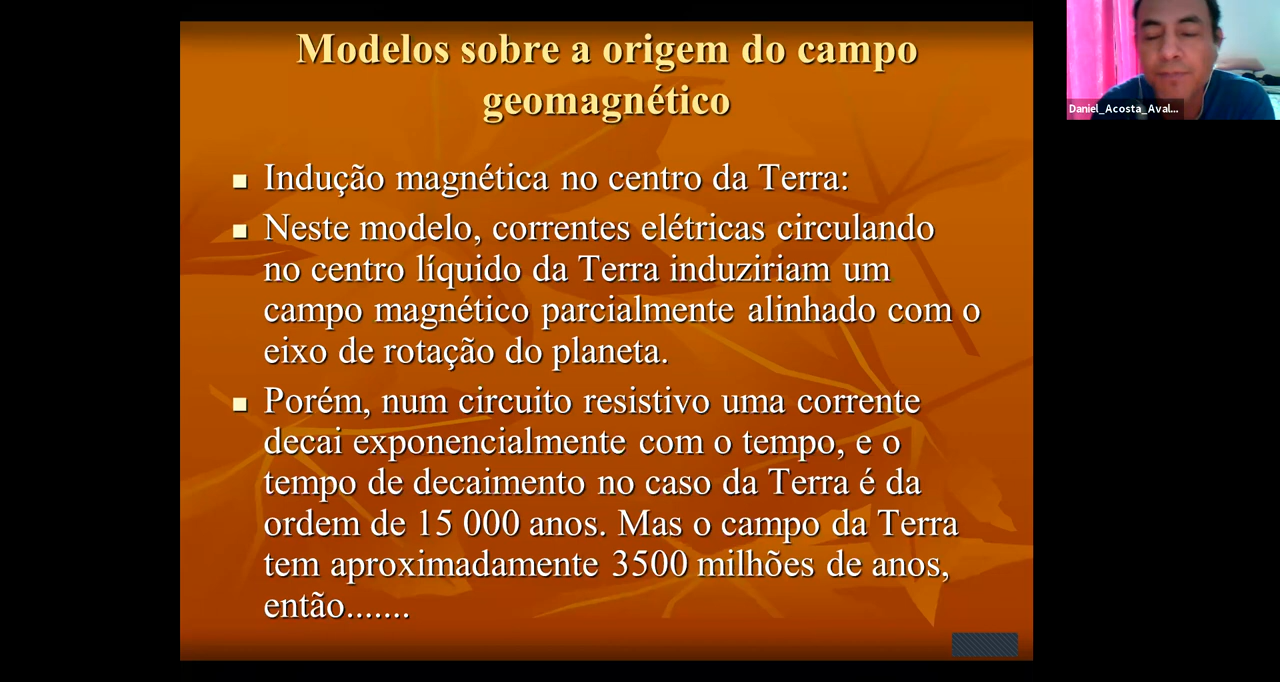 Modelos sobre a origem do campo
geomagnético
Indução magnética no centro da Terra:
Neste modelo, correntes elétricas circulando
no centro líquido da Terra induziriam um
campo magnético parcialmente alinhado com o
eixo de rotação do planeta.
Porém, num circuito resistivo uma corrente
decai exponencialmente com o tempo, e o
tempo de decaimento no caso da Terra é da
ordem de 15 000 anos. Mas o campo da Terra
tem aproximadamente 3500 milhões de anos,
então.......
Daniel_Acosta_Aval...